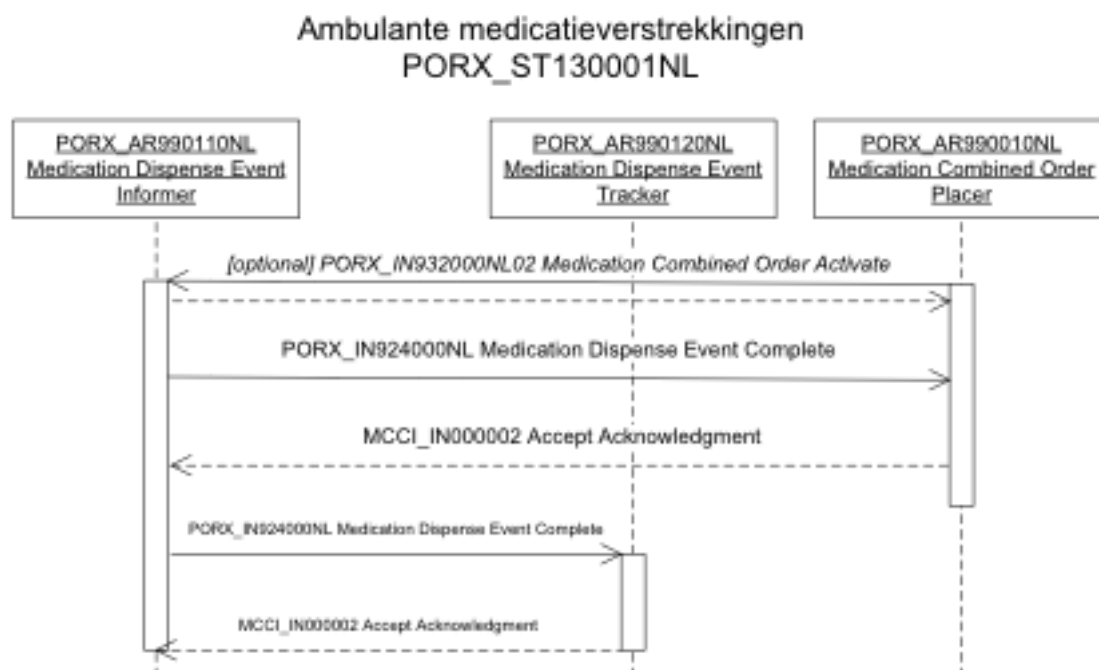 Ambulante medicatieverstrekkingen
PORX_ST130001NL
PORX_AR990110NL
Medication Dispense Event
Informer
PORX_AR990120NL
Medication Dispense Event
Tracker
PORX_AR990010NL
Medication Combined Order
Placer
[optional] PORX_IN932000NL02 Medication Combined Order Activate
PORX_IN924000NL Medication Dispense Event Complete
MCCI_IN000002 Accept Acknowledgment
PORX_IN924000NL Medication Dispense Event Complete
MCCI_IN000002 Accept Acknowledgment